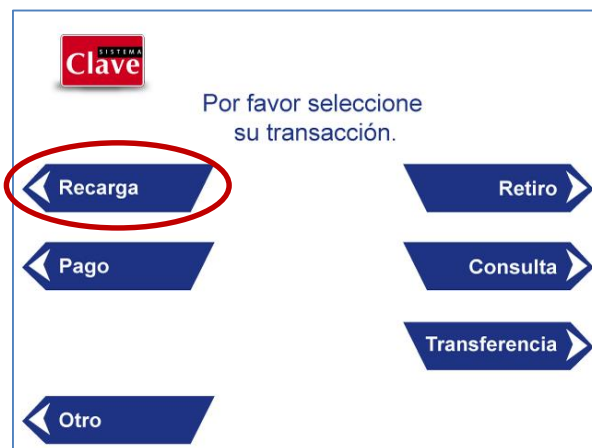 SISTEMA
Clave
Por favor seleccione
su transacción.
Recarga
Retiro
Pago
Consulta
Transferencia
Otro